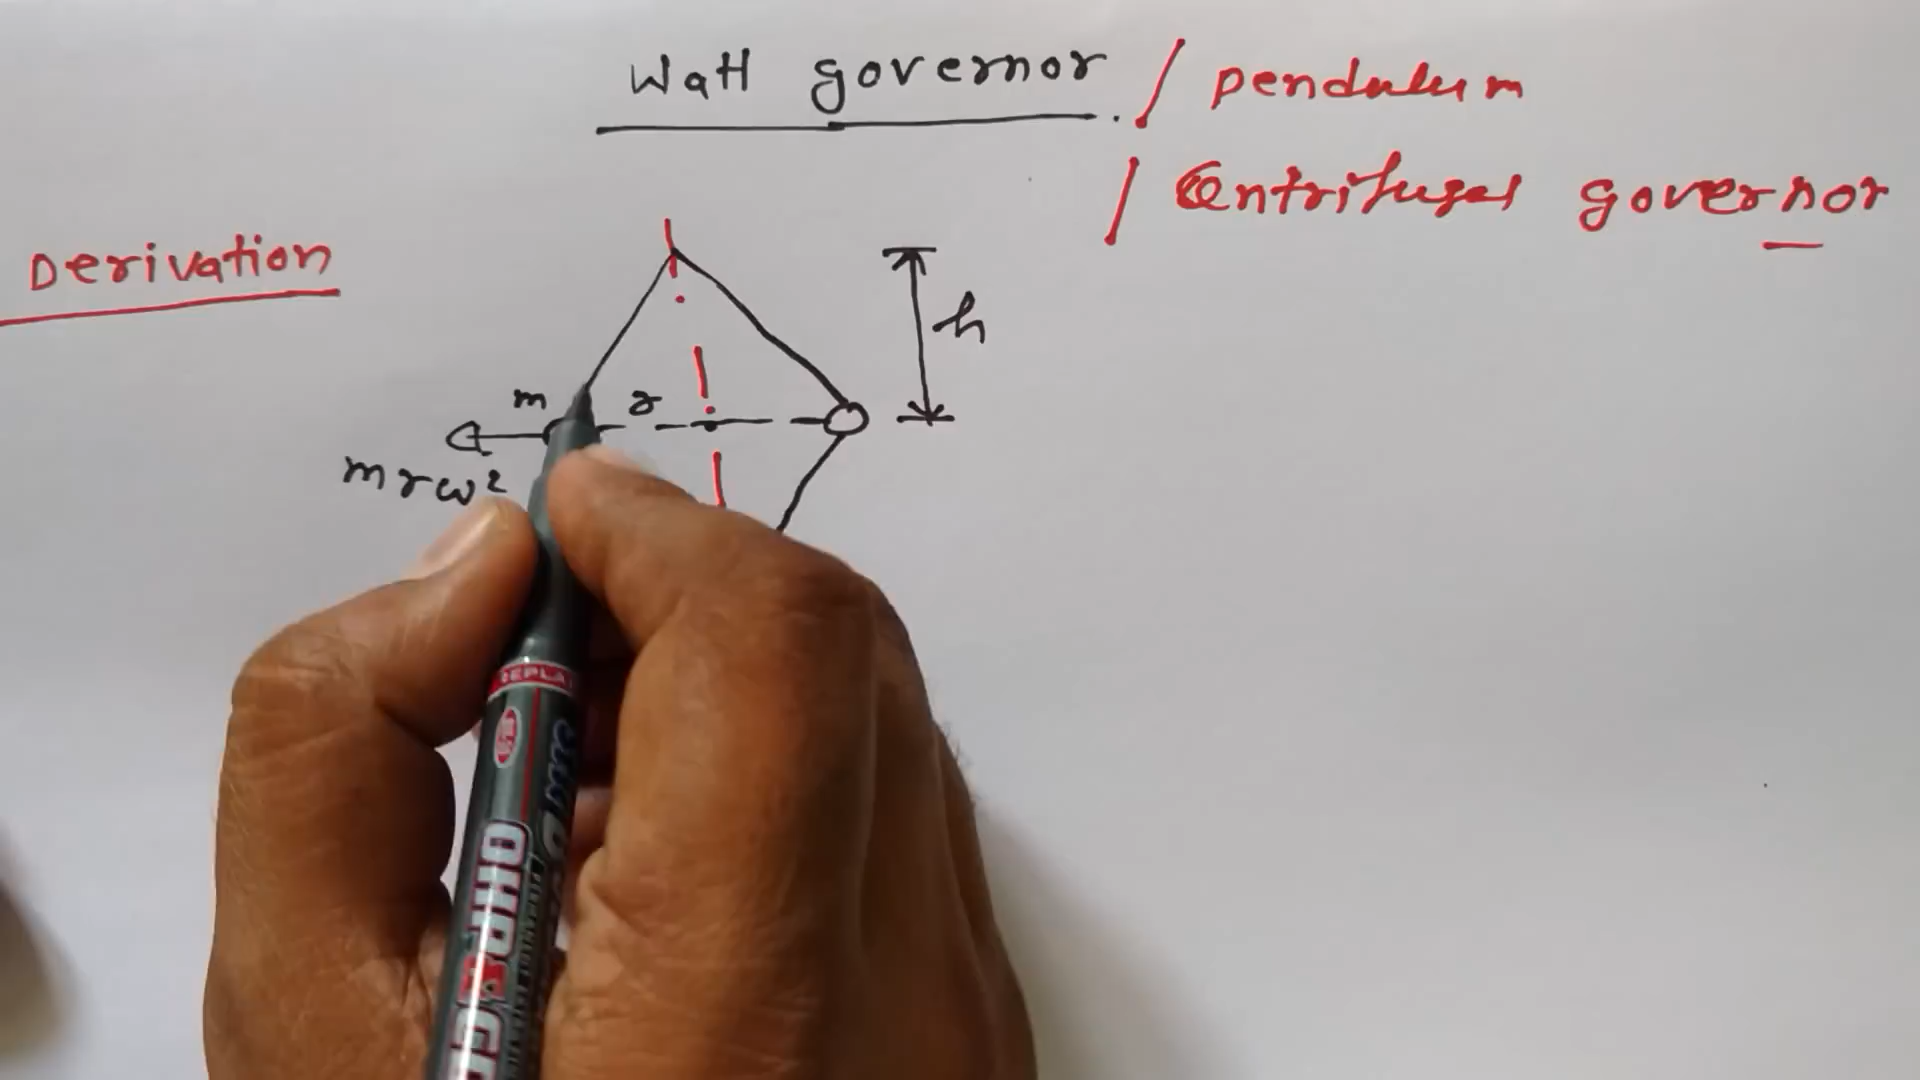 Watt governor. / pendulum
/ Centrifugal governor
Derivation
h
m r
mrω²